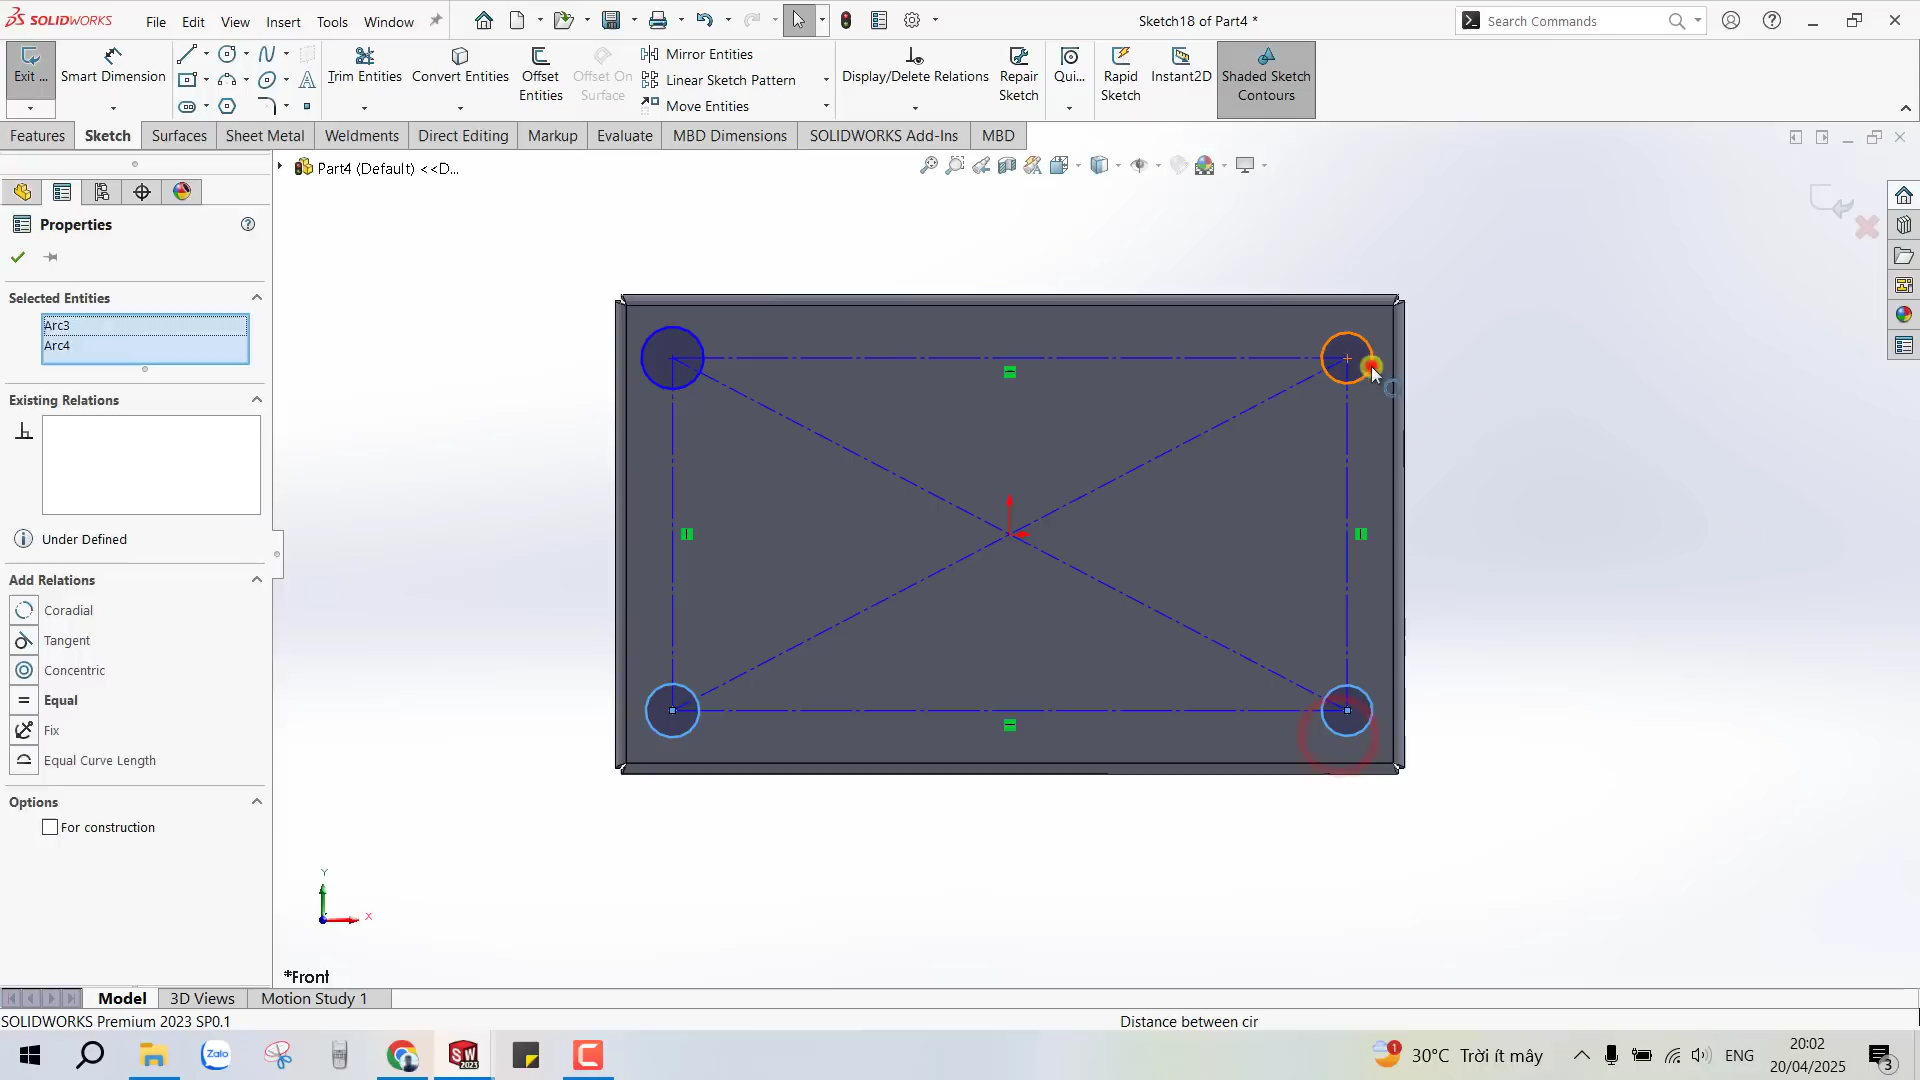 SOLIDWORKS
File Edit View Insert Tools Window
Sketch18 of Part4 *
Search Commands
Exit ...
Smart Dimension
Trim Entities
Convert Entities
Offset Entities
Offset On Surface
Mirror Entities
Linear Sketch Pattern
Move Entities
Display/Delete Relations
Repair Sketch
Qui...
Rapid Sketch
Instant2D
Shaded Sketch Contours
Features Sketch Surfaces Sheet Metal Weldments Direct Editing Markup Evaluate MBD Dimensions SOLIDWORKS Add-Ins MBD
Part4 (Default) <<D...
Properties
Selected Entities
Arc3
Arc4
Existing Relations
Under Defined
Add Relations
Coradial
Tangent
Concentric
Equal
Fix
Equal Curve Length
Options
For construction
Y
X
*Front
Model 3D Views Motion Study 1
SOLIDWORKS Premium 2023 SP0.1
Distance between cir
Zalo
SW
2023
1
30°C Trời ít mây
ENG
20:02
20/04/2025
3